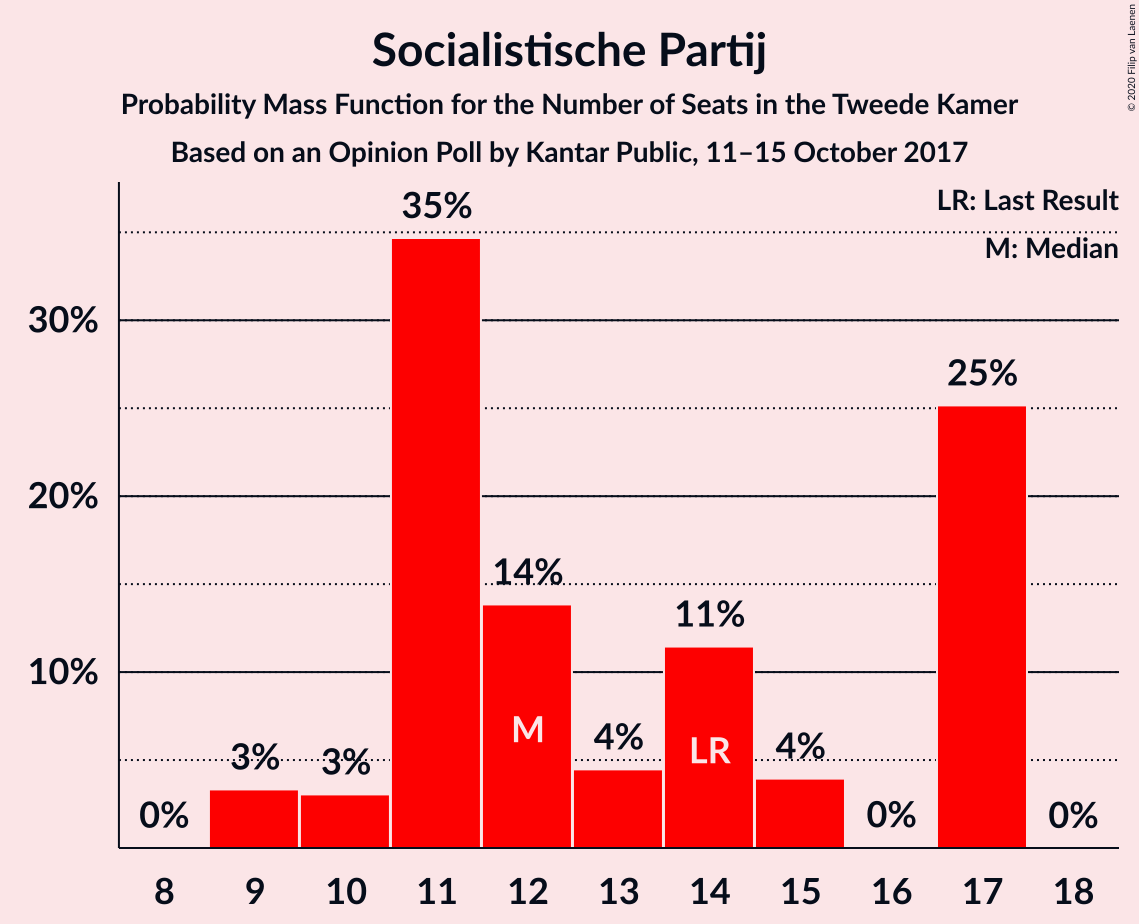 Socialistische Partij
Probability Mass Function for the Number of Seats in the Tweede Kamer
Based on an Opinion Poll by Kantar Public, 11–15 October 2017
© 2020 Filip van Laenen
LR: Last Result
M: Median
30%
20%
10%
0%
3%
3%
35%
14%
4%
11%
4%
0%
25%
0%
M
LR
8 9 10 11 12 13 14 15 16 17 18